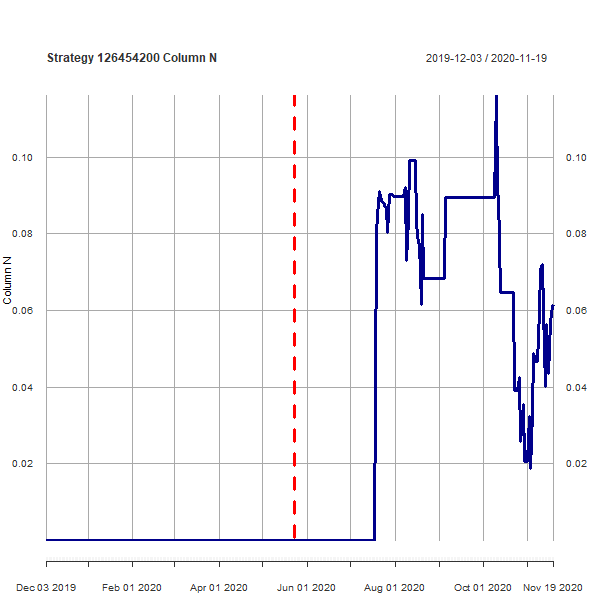 Strategy 126454200 Column N
2019-12-03 / 2020-11-19
0.10
0.10
0.08
0.08
Column N
0.06
0.06
0.04
0.04
0.02
0.02
Dec 03 2019
Feb 01 2020
Apr 01 2020
Jun 01 2020
Aug 01 2020
Oct 01 2020
Nov 19 2020